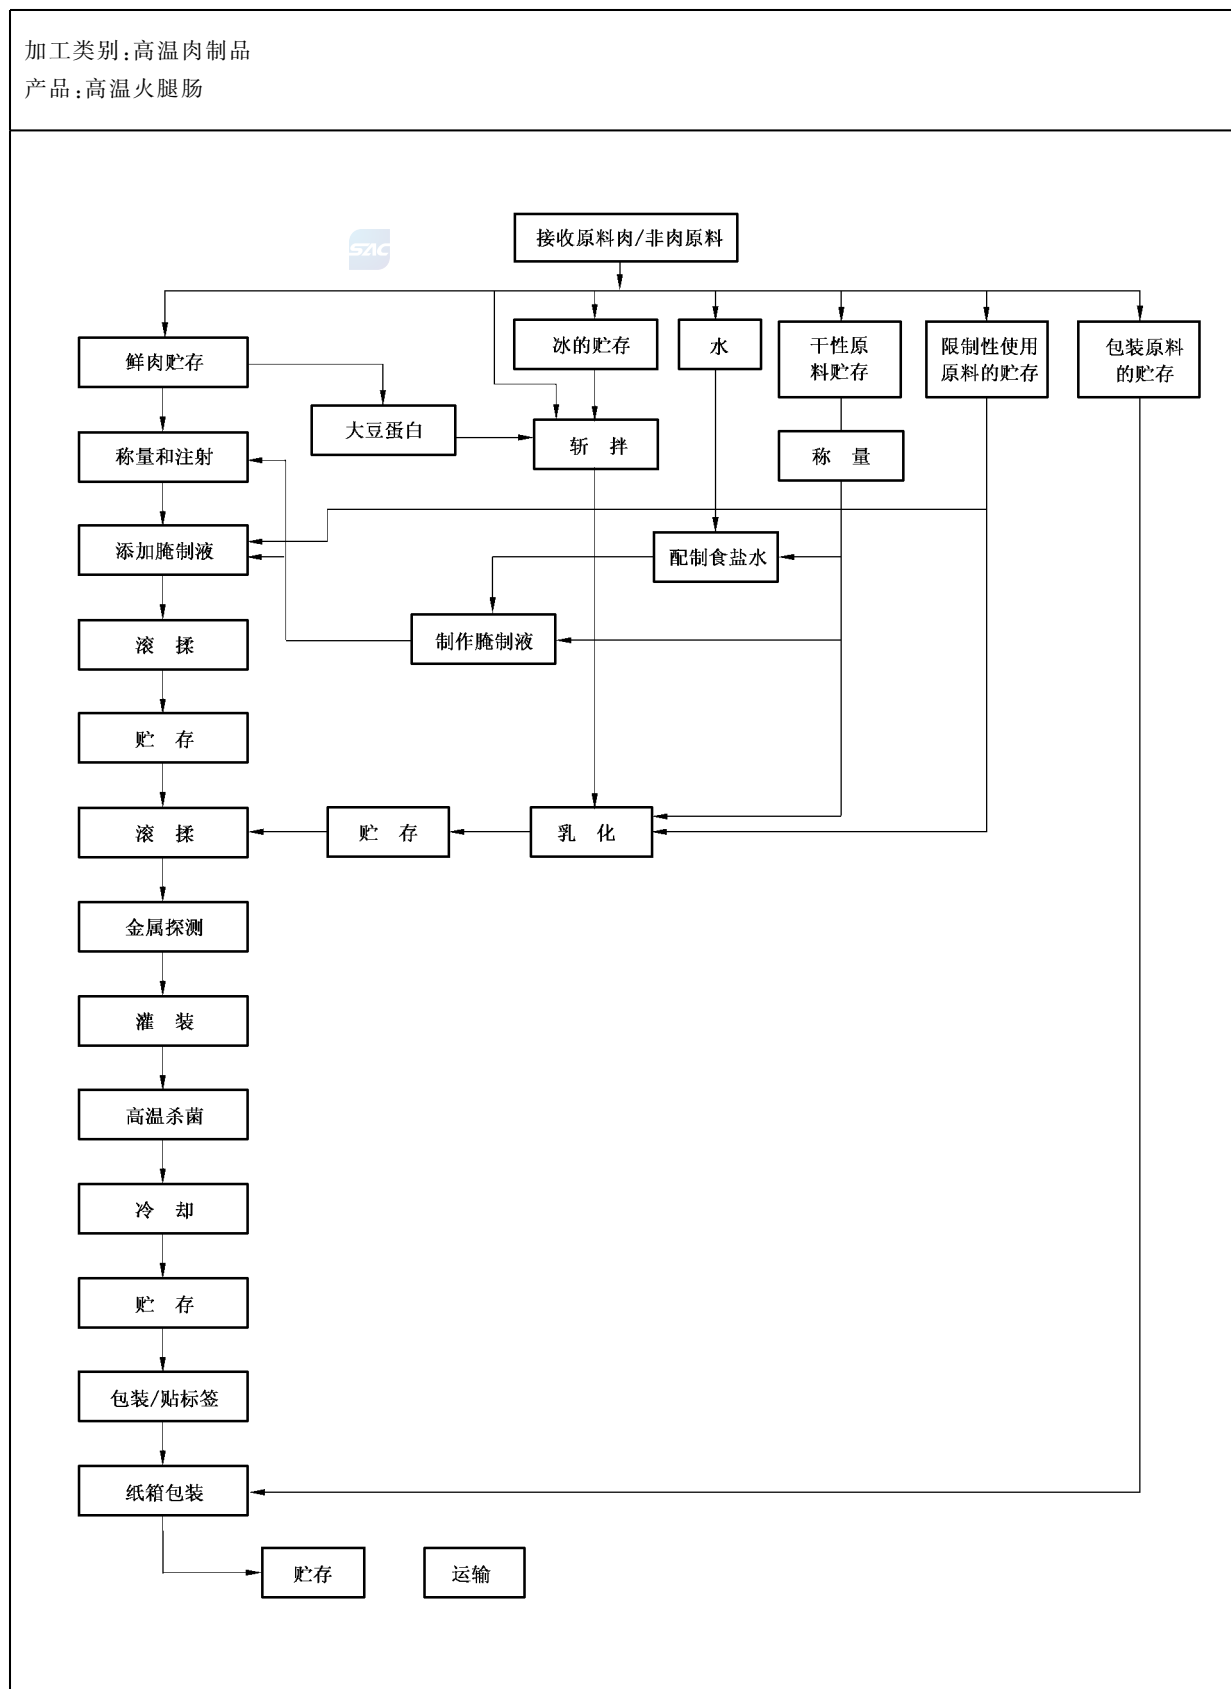 加工类别:高温肉制品
产品:高温火腿肠
接收原料肉/非肉原料
SAC
鲜肉贮存
冰的贮存
水
干性原
料贮存
限制性使用
原料的贮存
包装原料
的贮存
大豆蛋白
斩 拌
称量和注射
称 量
添加腌制液
配制食盐水
滚 揉
制作腌制液
贮 存
滚 揉
贮 存
乳 化
金属探测
灌 装
高温杀菌
冷 却
贮 存
包装/贴标签
纸箱包装
贮存
运输